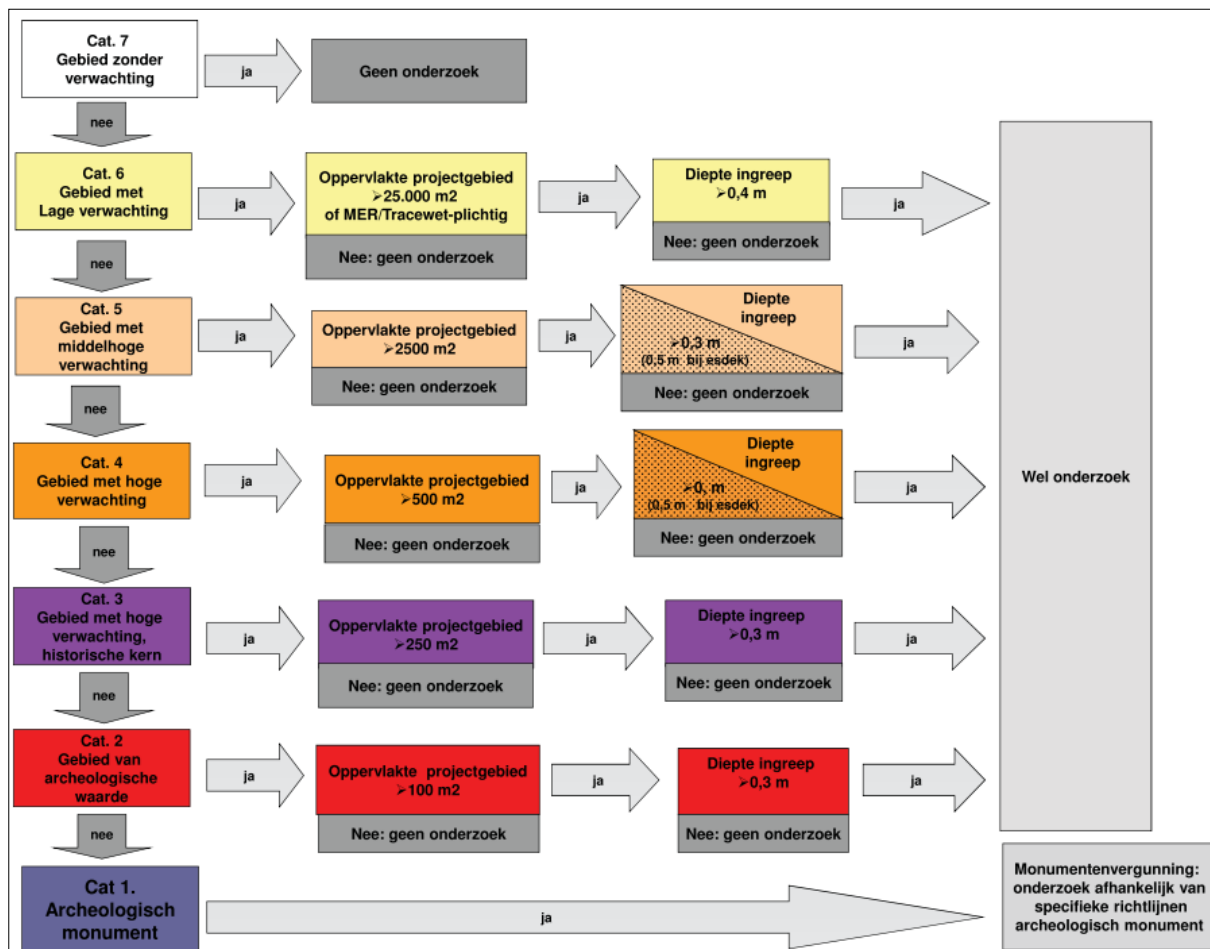 Cat. 7
Gebied zonder
verwachting
ja
Geen onderzoek
nee
Cat. 6
Gebied met
Lage verwachting
ja
Oppervlakte projectgebied
➢25.000 m2
of MER/Tracewet-plichtig
Nee: geen onderzoek
ja
Diepte ingreep
➢0,4 m
Nee: geen onderzoek
ja
nee
Cat. 5
Gebied met
middelhoge
verwachting
ja
Oppervlakte projectgebied
➢2500 m2
Nee: geen onderzoek
ja
Diepte
ingreep
➢0,3 m
(0,5 m bij esdek)
Nee: geen onderzoek
ja
nee
Cat. 4
Gebied met hoge
verwachting
ja
Oppervlakte projectgebied
➢500 m2
Nee: geen onderzoek
ja
Diepte
ingreep
➢0, m
(0,5 m bij esdek)
Nee: geen onderzoek
ja
Wel onderzoek
nee
Cat. 3
Gebied met hoge
verwachting,
historische kern
ja
Oppervlakte projectgebied
➢250 m2
Nee: geen onderzoek
ja
Diepte ingreep
➢0,3 m
Nee: geen onderzoek
ja
nee
Cat. 2
Gebied van
archeologische
waarde
ja
Oppervlakte projectgebied
➢100 m2
Nee: geen onderzoek
ja
Diepte ingreep
➢0,3 m
Nee: geen onderzoek
ja
nee
Cat 1.
Archeologisch
monument
ja
Monumentenvergunning:
onderzoek afhankelijk van
specifieke richtlijnen
archeologisch monument